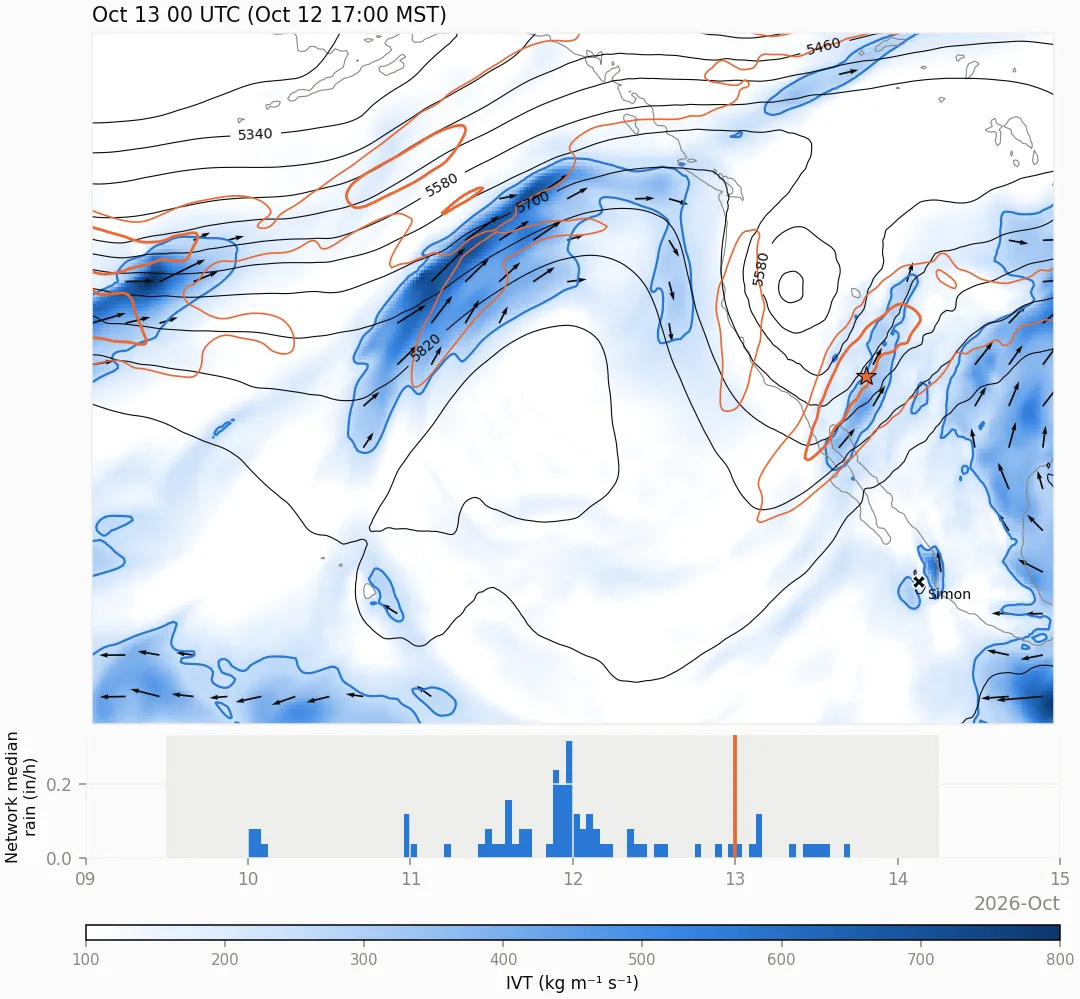 Oct 13 00 UTC (Oct 12 17:00 MST)
5460
5340
5580
5700
5580
5820
Simon
Network median
rain (in/h)
0.2
0.0
09 10 11 12 13 14 15
2026-Oct
100 200 300 400 500 600 700 800
IVT (kg m⁻¹ s⁻¹)